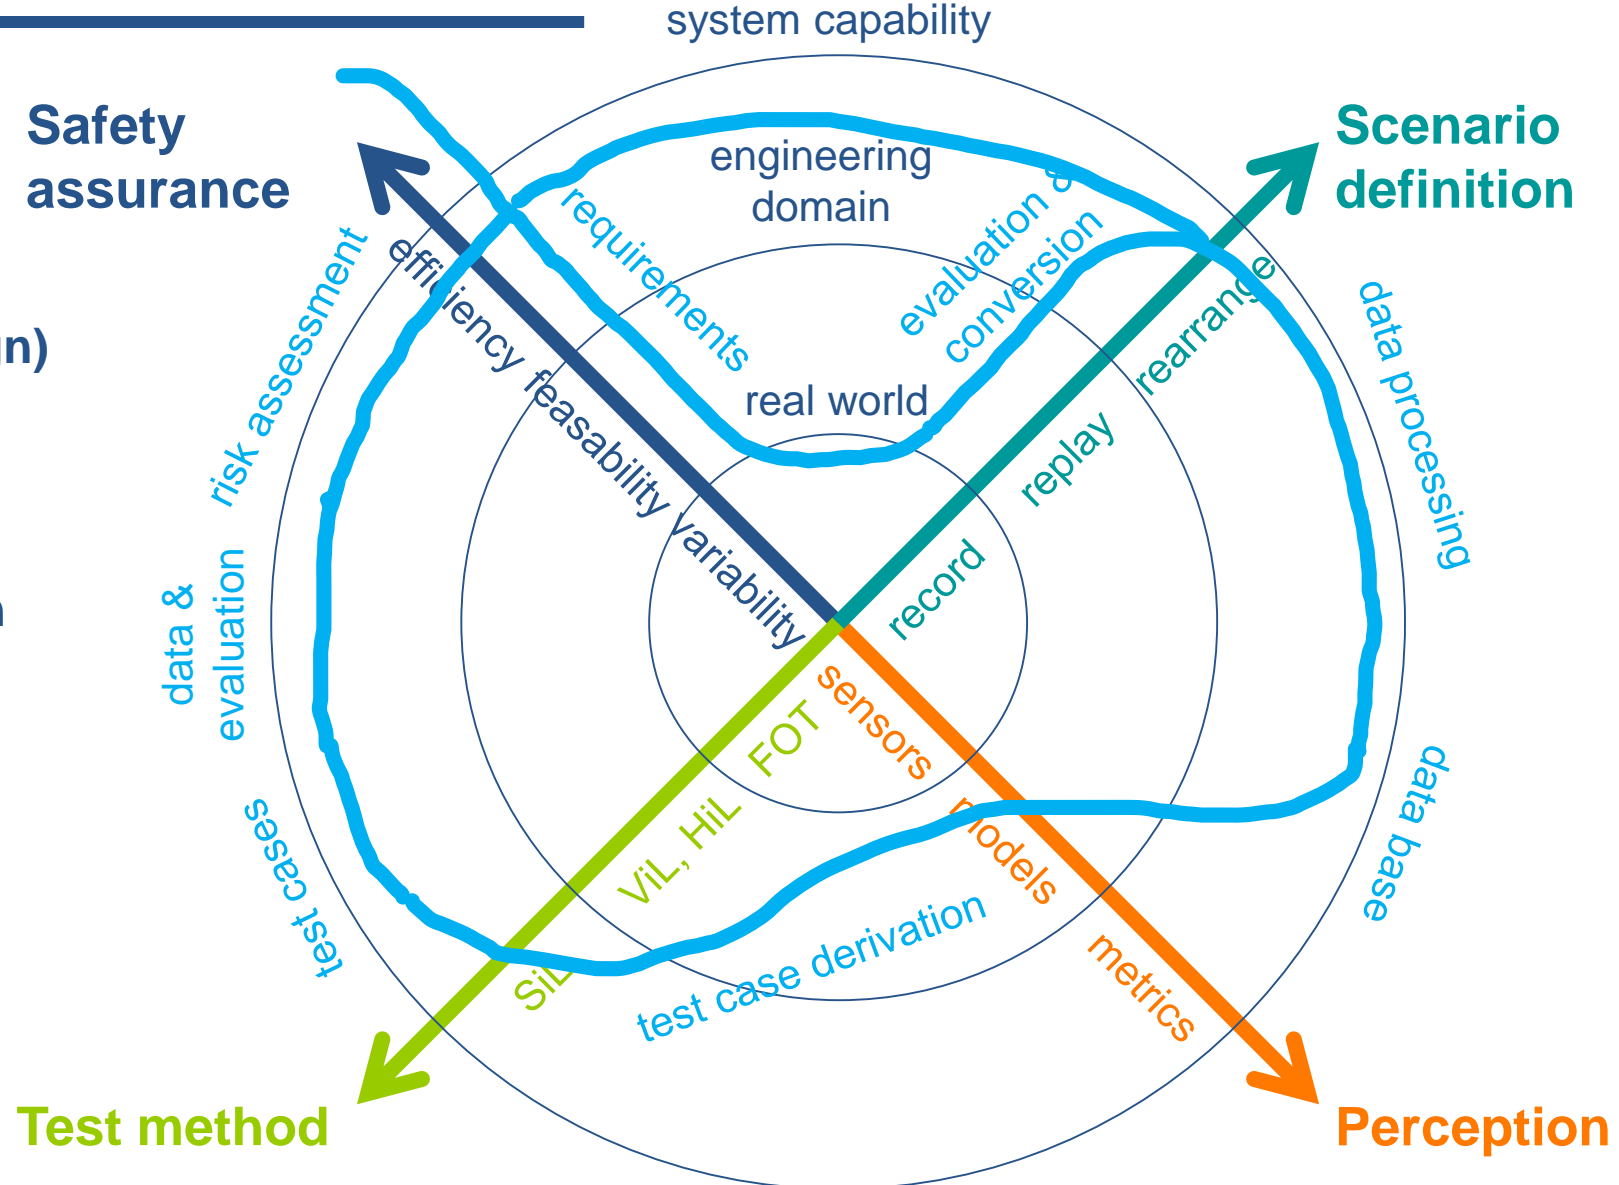 system capability
Safety
assurance
Scenario
definition
engineering
domain
requirements
evaluation &
conversion
efficiency feasability variability
rearrange
replay
record
risk assessment
data processing
n)
real world
data &
evaluation
sensors
models
metrics
FOT
ViL, HiL
SiL
data base
test cases
test case derivation
Test method
Perception